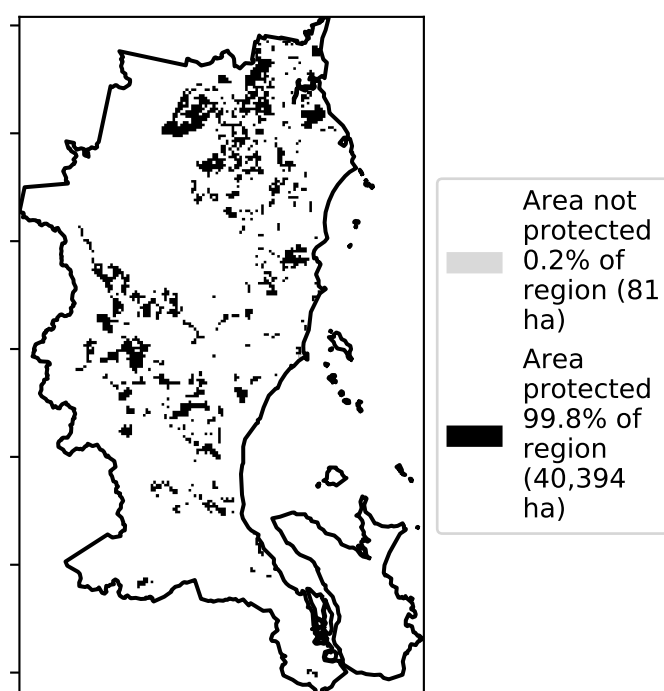 Area not
protected
0.2% of
region (81
ha)
Area
protected
99.8% of
region
(40,394
ha)